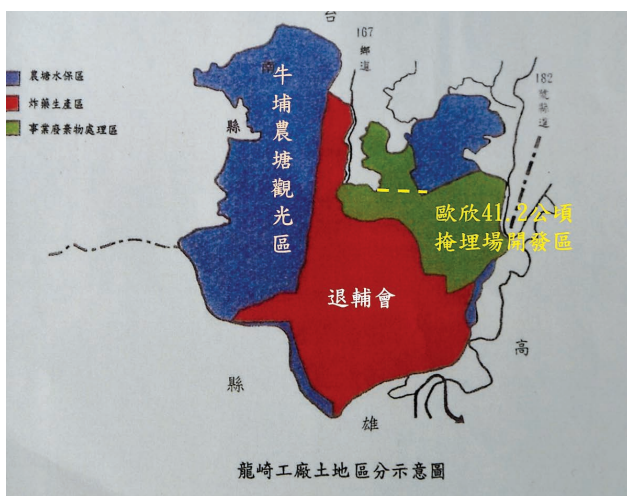 台
南
縣
167
鄉道
182
號縣道
農塘水保區
炸藥生產區
事業廢棄物處理區
牛埔農塘觀光區
歐欣41.2公頃
掩埋場開發區
退輔會
高
雄
縣
龍崎工廠土地區分示意圖